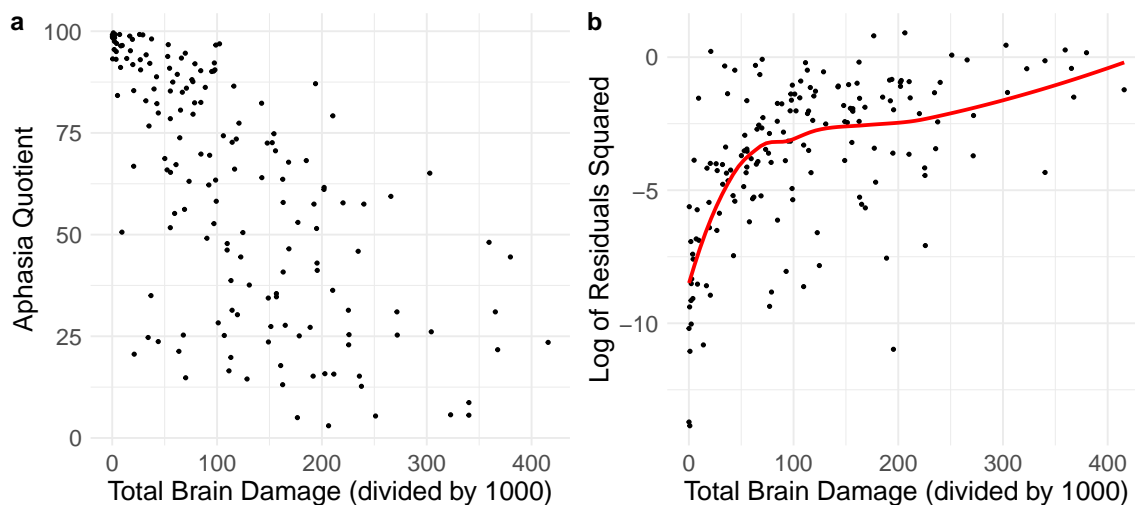 a
100
75
50
25
0
Aphasia Quotient
0 100 200 300 400
Total Brain Damage (divided by 1000)
b
0
−5
−10
Log of Residuals Squared
0 100 200 300 400
Total Brain Damage (divided by 1000)